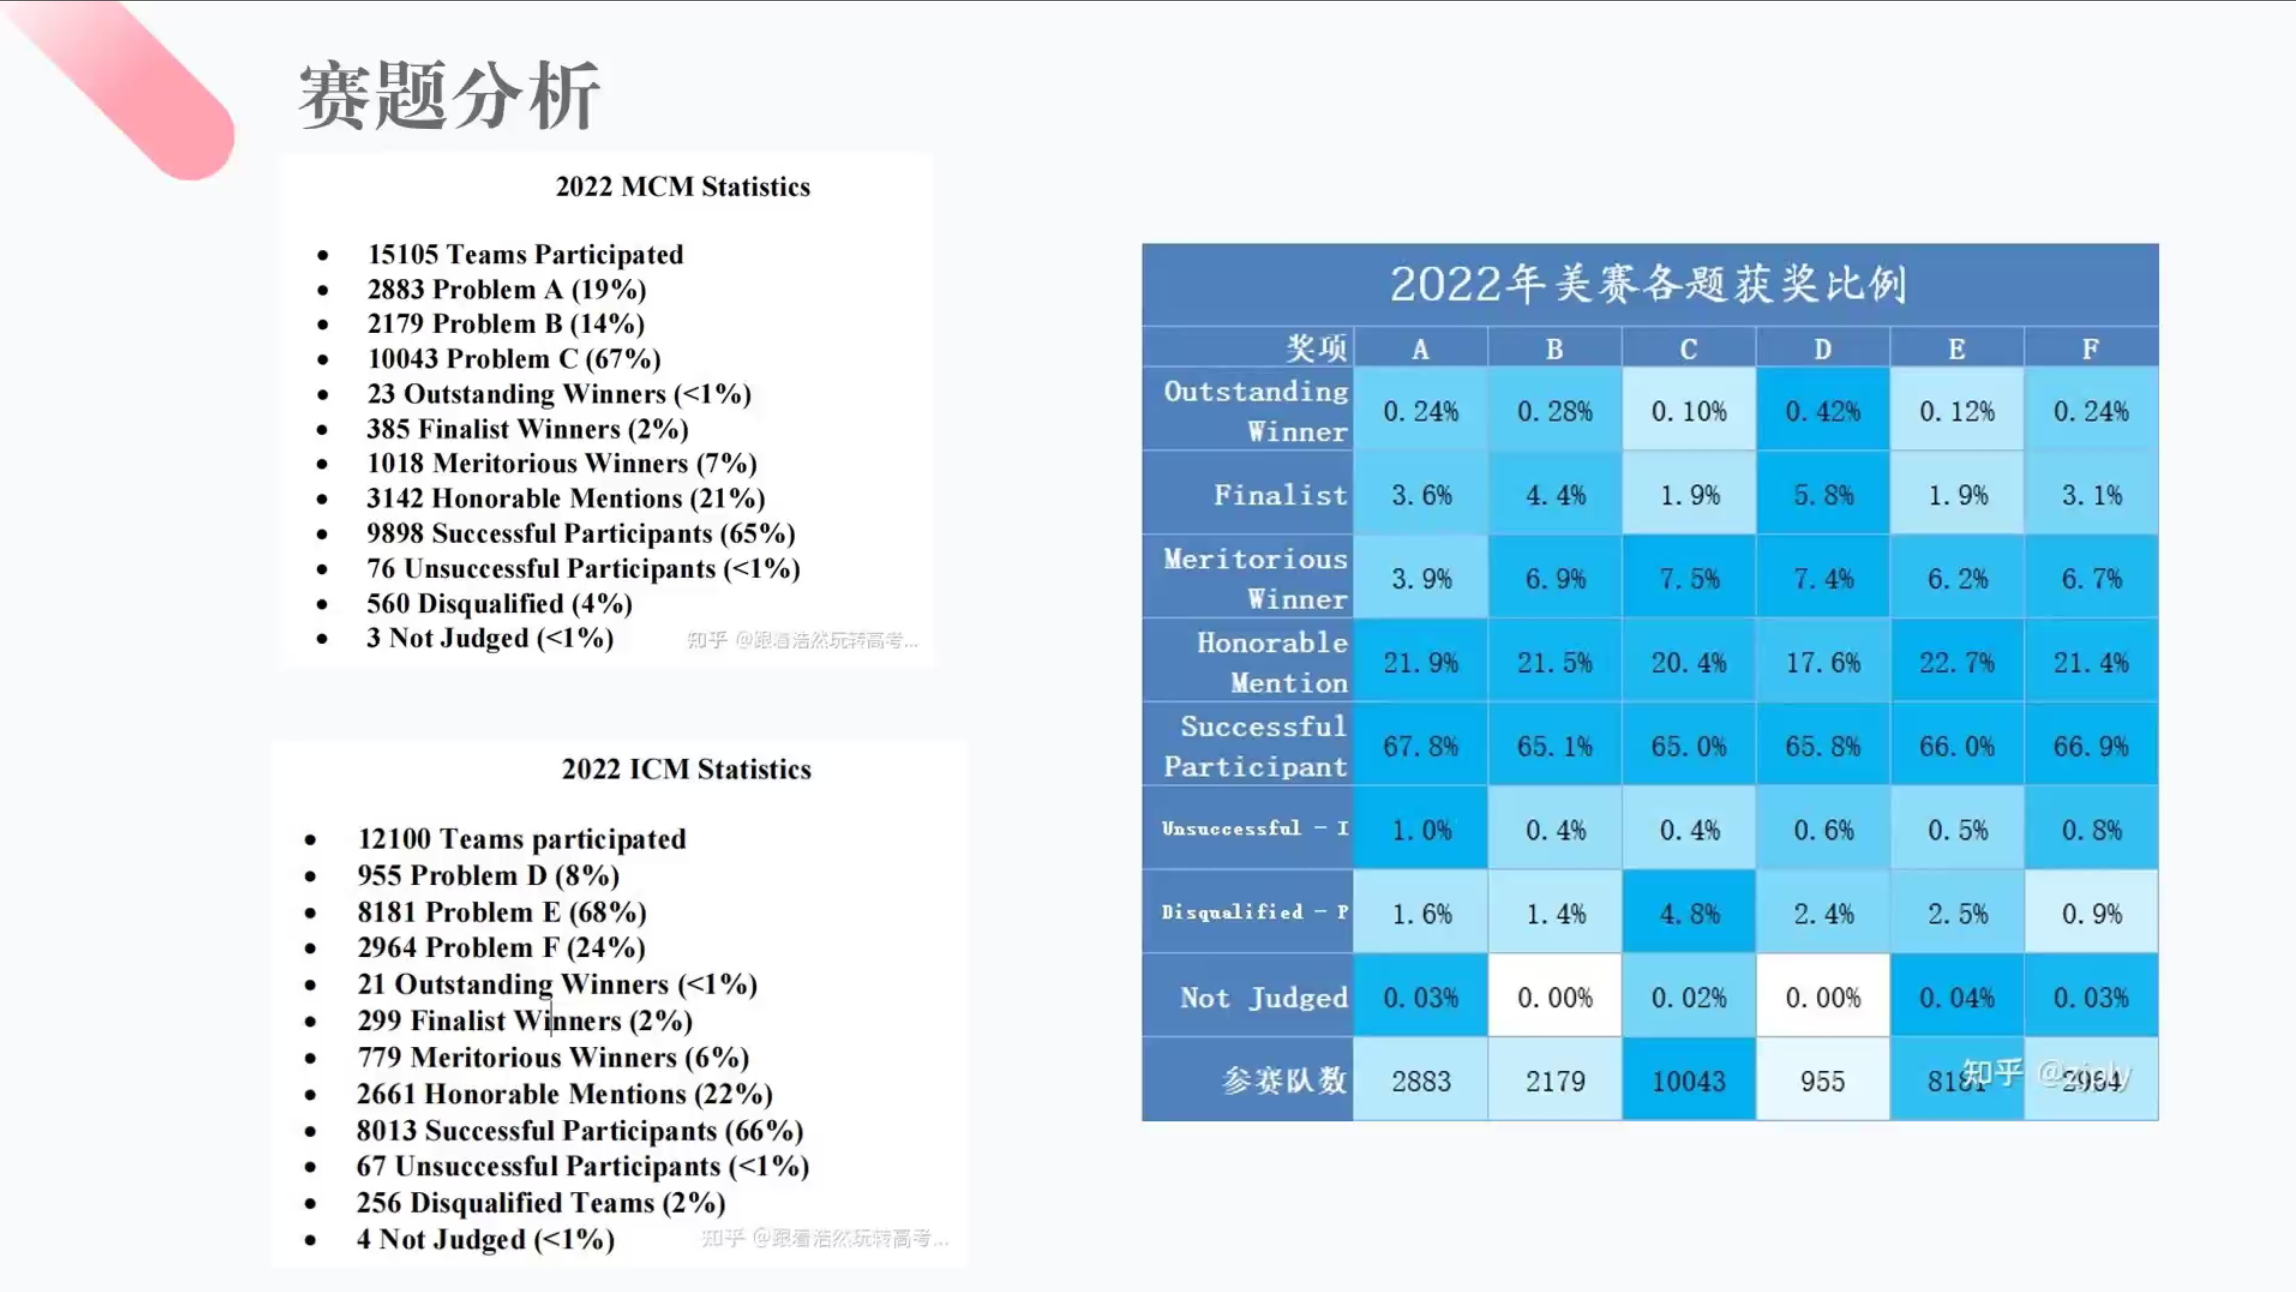 赛题分析
2022 MCM Statistics
• 15105 Teams Participated
• 2883 Problem A (19%)
• 2179 Problem B (14%)
• 10043 Problem C (67%)
• 23 Outstanding Winners (<1%)
• 385 Finalist Winners (2%)
• 1018 Meritorious Winners (7%)
• 3142 Honorable Mentions (21%)
• 9898 Successful Participants (65%)
• 76 Unsuccessful Participants (<1%)
• 560 Disqualified (4%)
• 3 Not Judged (<1%)
知乎 @跟着浩然玩转高考...
2022 ICM Statistics
• 12100 Teams participated
• 955 Problem D (8%)
• 8181 Problem E (68%)
• 2964 Problem F (24%)
• 21 Outstanding Winners (<1%)
• 299 Finalist Winners (2%)
• 779 Meritorious Winners (6%)
• 2661 Honorable Mentions (22%)
• 8013 Successful Participants (66%)
• 67 Unsuccessful Participants (<1%)
• 256 Disqualified Teams (2%)
• 4 Not Judged (<1%)
知乎 @跟着浩然玩转高考...
2022年美赛各题获奖比例
奖项 A B C D E F
Outstanding
Winner 0.24% 0.28% 0.10% 0.42% 0.12% 0.24%
Finalist 3.6% 4.4% 1.9% 5.8% 1.9% 3.1%
Meritorious
Winner 3.9% 6.9% 7.5% 7.4% 6.2% 6.7%
Honorable
Mention 21.9% 21.5% 20.4% 17.6% 22.7% 21.4%
Successful
Participant 67.8% 65.1% 65.0% 65.8% 66.0% 66.9%
Unsuccessful - I 1.0% 0.4% 0.4% 0.6% 0.5% 0.8%
Disqualified - P 1.6% 1.4% 4.8% 2.4% 2.5% 0.9%
Not Judged 0.03% 0.00% 0.02% 0.00% 0.04% 0.03%
参赛队数 2883 2179 10043 955 8181 2964
知乎